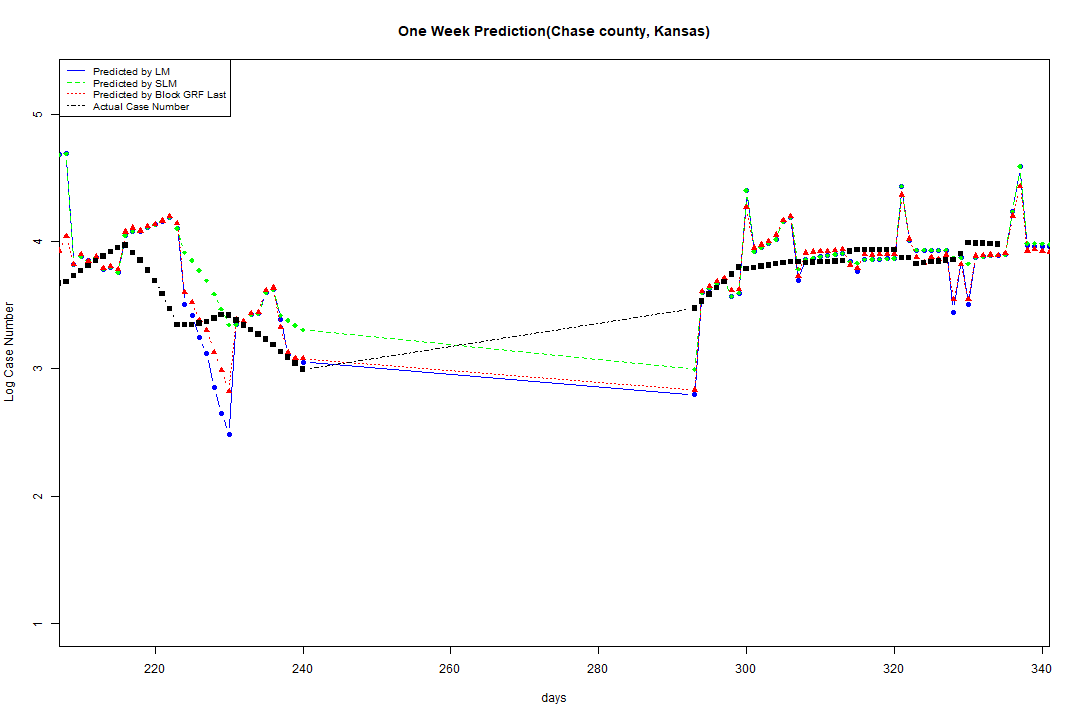 One Week Prediction(Chase county, Kansas)
Predicted by LM
Predicted by SLM
Predicted by Block GRF Last
Actual Case Number
Log Case Number
5
4
3
2
1
220 240 260 280 300 320 340
days